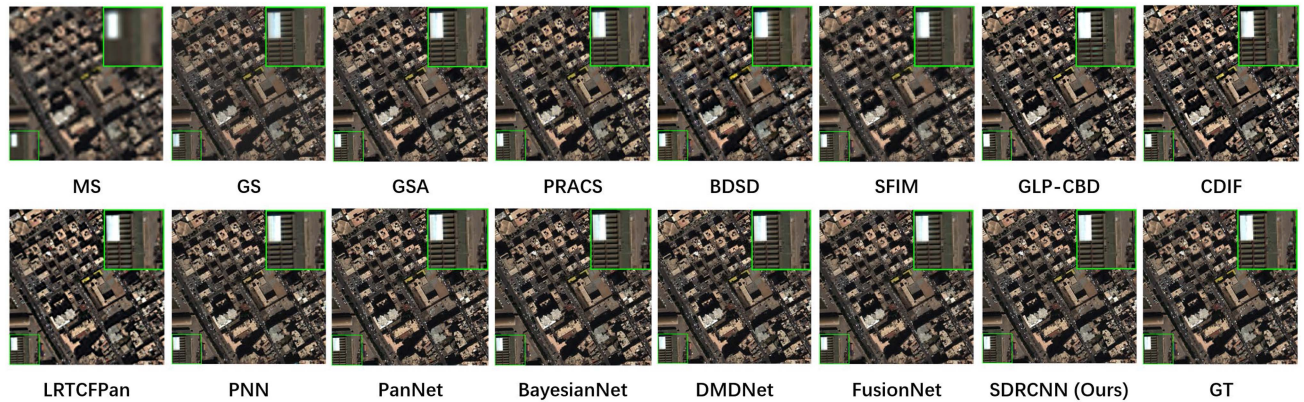 MS GS GSA PRACS BDSD SFIM GLP-CBD CDIF
LRTCFPan PNN PanNet BayesianNet DMDNet FusionNet SDRCNN (Ours) GT